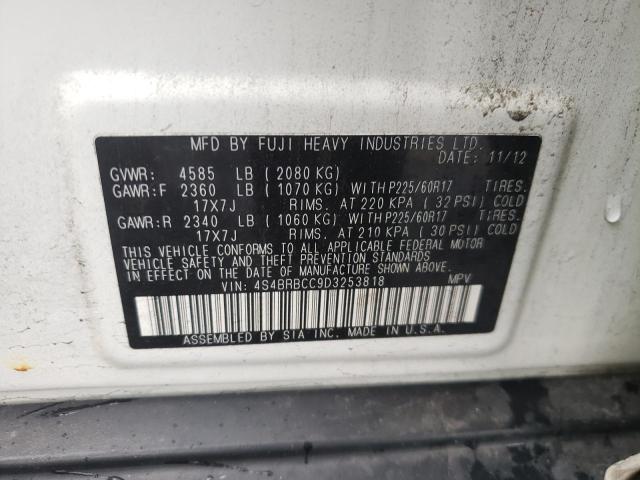 MFD BY FUJI HEAVY INDUSTRIES LTD.
DATE: 11/12
GVWR: 4585 LB ( 2080 KG)
GAWR:F 2360 LB ( 1070 KG) WITH P225/60R17 TIRES.
17X7J RIMS. AT 220 KPA ( 32 PSI) COLD
GAWR:R 2340 LB ( 1060 KG) WITH P225/60R17 TIRES.
17X7J RIMS. AT 210 KPA ( 30 PSI) COLD
THIS VEHICLE CONFORMS TO ALL APPLICABLE FEDERAL MOTOR
VEHICLE SAFETY AND THEFT PREVENTION STANDARDS
IN EFFECT ON THE DATE OF MANUFACTURE SHOWN ABOVE.
VIN: 4S4BRBCC9D3253818 MPV
ASSEMBLED BY SIA INC. MADE IN U.S.A.